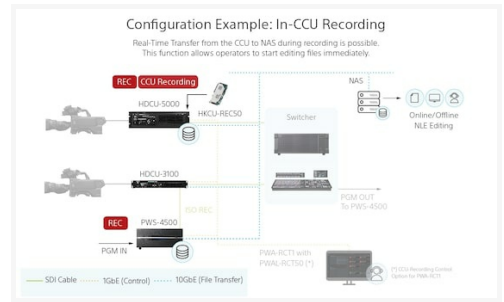 Configuration Example: In-CCU Recording
Real-Time Transfer from the CCU to NAS during recording is possible.
This function allows operators to start editing files immediately.
REC CCU Recording
HDCU-5000
HKCU-REC50
NAS
Switcher
Online/Offline
NLE Editing
HDCU-3100
ISO REC
REC
PWS-4500
PGM IN
PGM OUT
To PWS-4500
PWA-RCT1 with
PWAL-RCT50 (*)
(*) CCU Recording Control
Option for PWA-RCT1
SDI Cable
1GbE (Control)
10GbE (File Transfer)